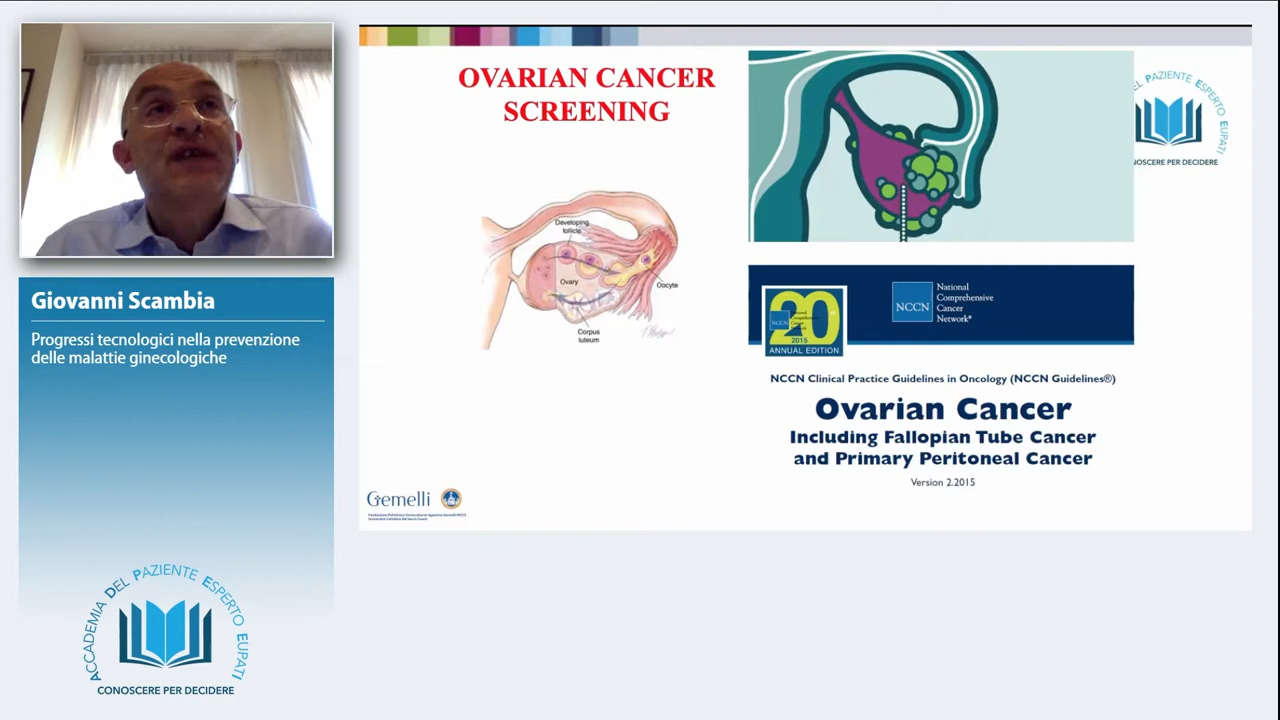 Giovanni Scambia
Progressi tecnologici nella prevenzione
delle malattie ginecologiche
ACCADEMIA DEL PAZIENTE ESPERTO EUPATI
CONOSCERE PER DECIDERE
OVARIAN CANCER
SCREENING
Developing
follicle
Ovary
Oocyte
Corpus
luteum
Gemelli
DEL PAZIENTE ESPERTO EUPATI
CONOSCERE PER DECIDERE
NCCN
20
2015
ANNUAL EDITION
NCCN
National
Comprehensive
Cancer
Network®
NCCN Clinical Practice Guidelines in Oncology (NCCN Guidelines®)
Ovarian Cancer
Including Fallopian Tube Cancer
and Primary Peritoneal Cancer
Version 2.2015